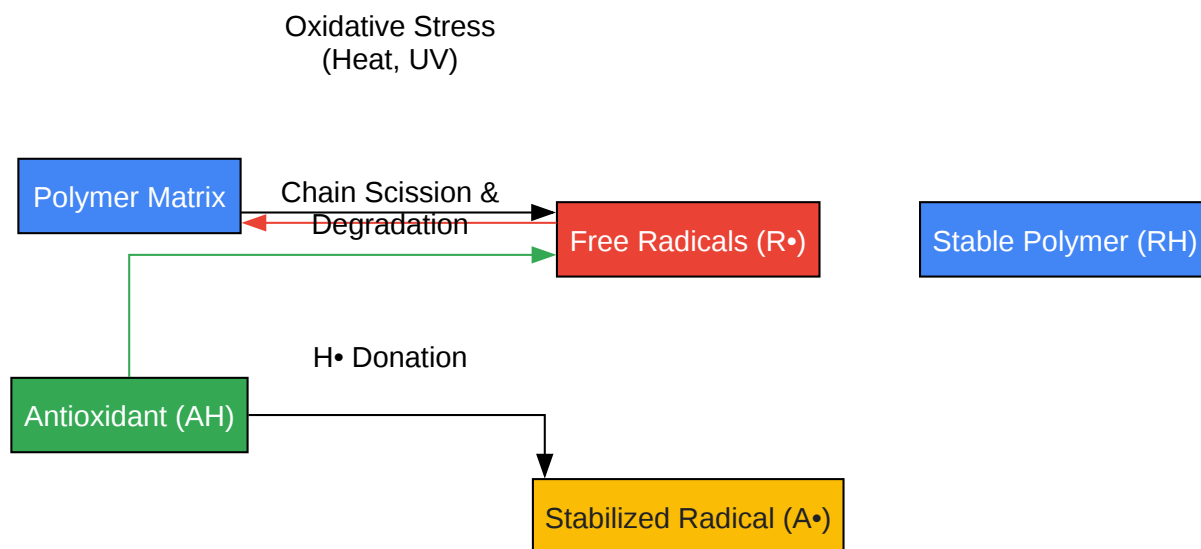 Oxidative Stress
(Heat, UV)
Polymer Matrix
Chain Scission &
Degradation
Free Radicals (R•)
Stable Polymer (RH)
H• Donation
Antioxidant (AH)
Stabilized Radical (A•)